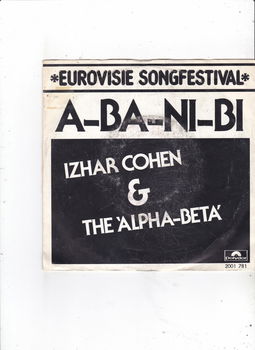 *EUROVISIE SONGFESTIVAL*
A-BA-NI-BI
IZHAR COHEN
&
THE 'ALPHA-BETA'
Polydor
2001 781